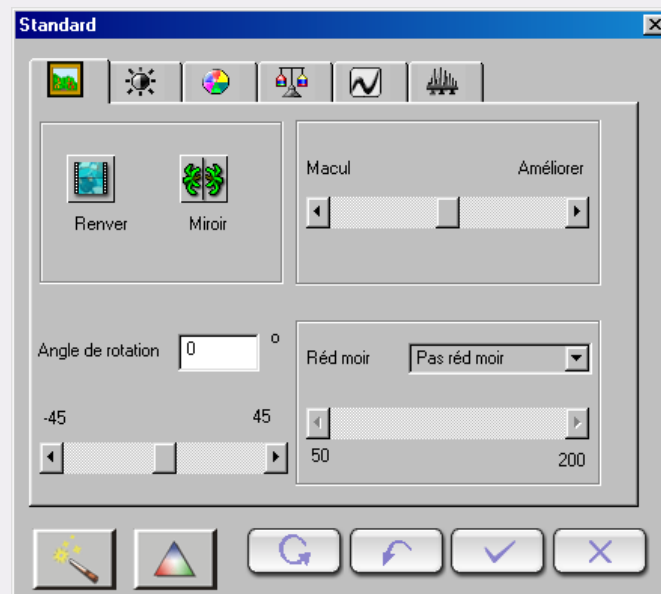 Standard
Macul Améliorer
Renver Miroir
Angle de rotation 0 °
Réd moir Pas réd moir
-45 45
50 200